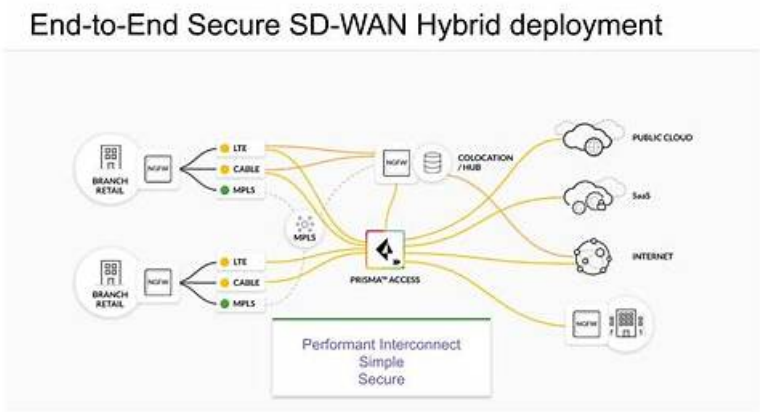 End-to-End Secure SD-WAN Hybrid deployment
BRANCH
RETAIL
NGFW
LTE
CABLE
MPLS
NGFW
COLOCATION
/ HUB
PUBLIC CLOUD
SaaS
MPLS
INTERNET
PRISMA™ ACCESS
BRANCH
RETAIL
NGFW
LTE
CABLE
MPLS
NGFW
Performant Interconnect
Simple
Secure